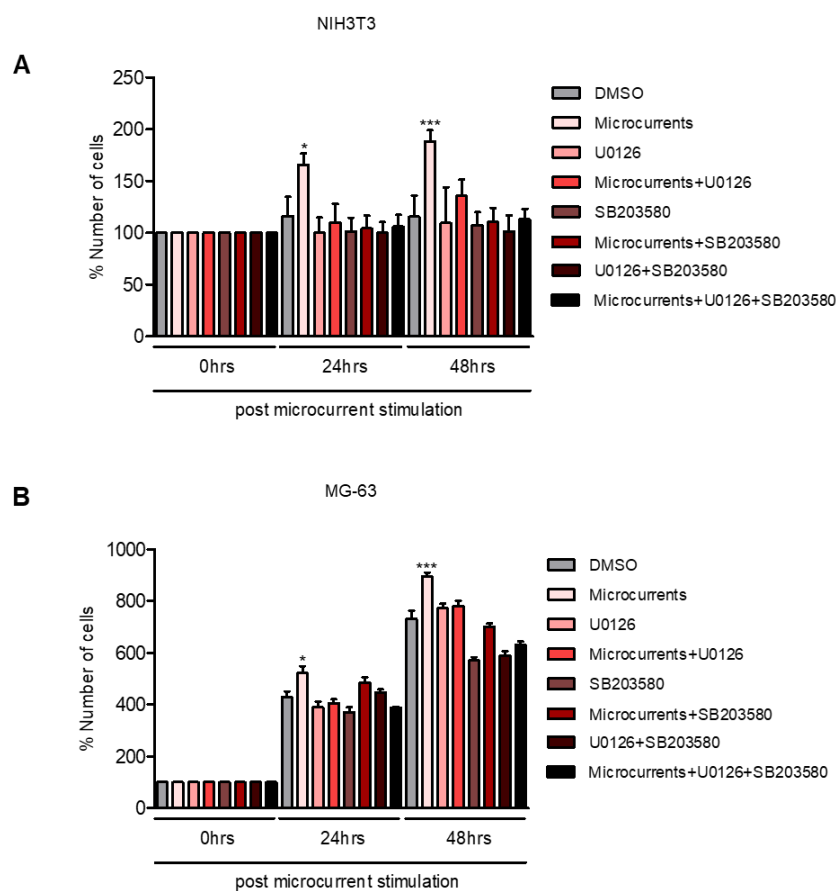 NIH3T3
A
250
200
150
100
50
0
% Number of cells
*
***
DMSO
Microcurrents
U0126
Microcurrents+U0126
SB203580
Microcurrents+SB203580
U0126+SB203580
Microcurrents+U0126+SB203580
0hrs
24hrs
48hrs
post microcurrent stimulation
MG-63
B
1000
800
600
400
200
0
% Number of cells
*
***
DMSO
Microcurrents
U0126
Microcurrents+U0126
SB203580
Microcurrents+SB203580
U0126+SB203580
Microcurrents+U0126+SB203580
0hrs
24hrs
48hrs
post microcurrent stimulation